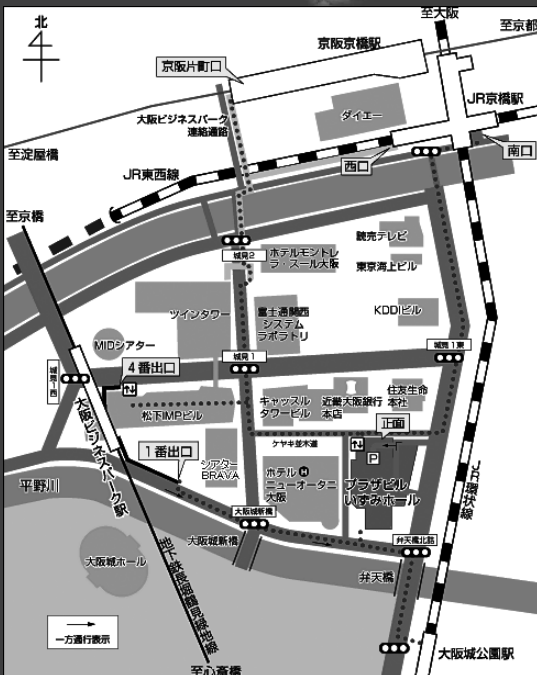 北
至大阪
至京都
京阪京橋駅
京阪片町口
大阪ビジネスパーク
連絡通路
ダイエー
JR京橋駅
南口
西口
至淀屋橋
JR東西線
至京橋
城見2
ホテルモントレ
ラ・スール大阪
読売テレビ
東京海上ビル
ツインタワー
富士通関西
システム
ラボラトリ
KDDIビル
MIDシアター
城見1
城見1東
城見1西
4番出口
松下IMPビル
キャッスル
タワービル
近畿大阪銀行
本店
住友生命
本社
正面
1番出口
ケヤキ並木道
シアター
BRAVA
ホテル H
ニューオータニ
大阪
P
プラザビル
いずみホール
JR環状線
大阪ビジネスパーク駅
平野川
大阪城新橋
大阪城新橋
弁天橋北詰
弁天橋
大阪城ホール
地下鉄長堀鶴見緑地線
一方通行表示
大阪城公園駅
至心斎橋